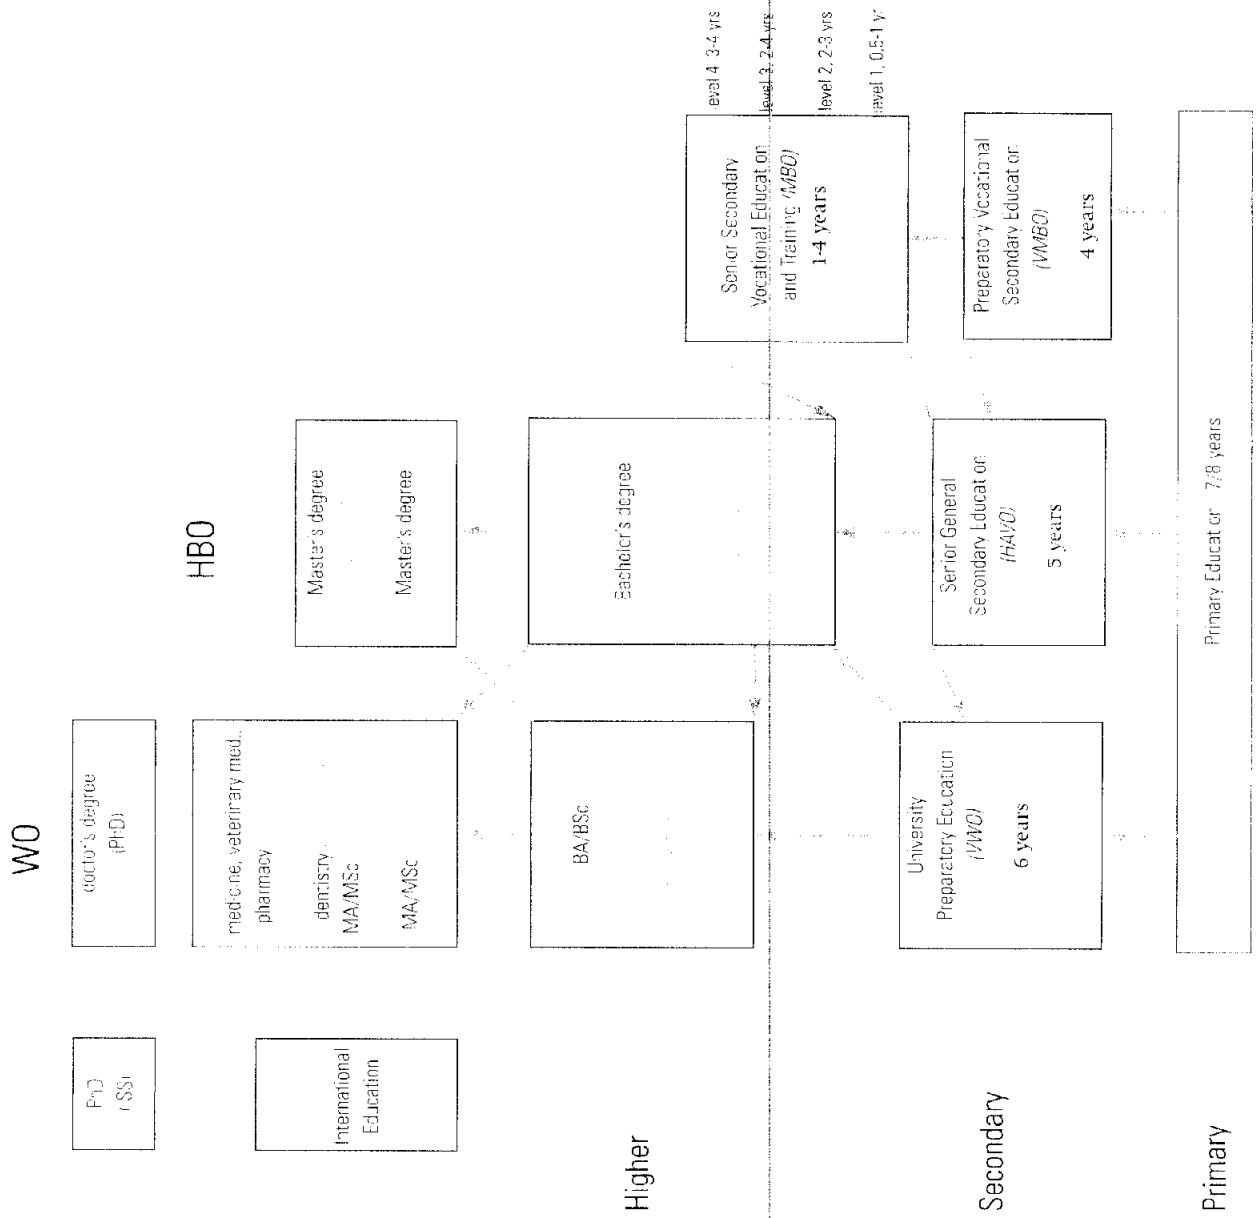 WO
HBO
doctor's degree
(PhD)
medicine, veterinary med..
pharmacy
dentistry
MA/MSc
MA/MSc
Master's degree
Master's degree
International
Education
BA/BSc
Bachelor's degree
Senior Secondary
Vocational Education
and Training (MBO)
1-4 years
level 4, 3-4 yrs
level 3, 2-4 yrs
level 2, 2-3 yrs
level 1, 0,5-1 yr
Higher
University
Preparatory Education
(VWO)
6 years
Senior General
Secondary Education
(HAVO)
5 years
Preparatory Vocational
Secondary Education
(VMBO)
4 years
Secondary
Primary Education 7/8 years
Primary